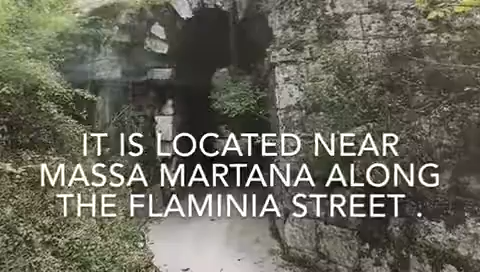 IT IS LOCATED NEAR
MASSA MARTANA ALONG
THE FLAMINIA STREET .